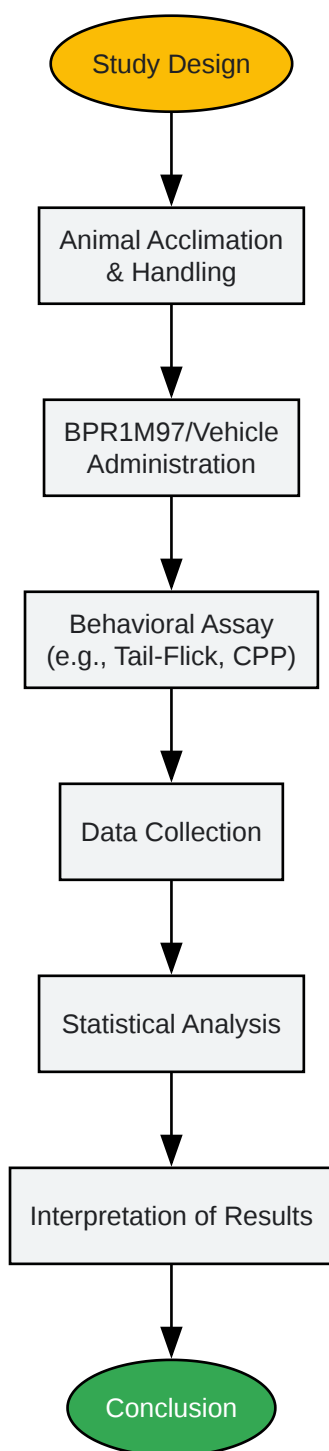 Study Design
Animal Acclimation
& Handling
BPR1M97/Vehicle
Administration
Behavioral Assay
(e.g., Tail-Flick, CPP)
Data Collection
Statistical Analysis
Interpretation of Results
Conclusion